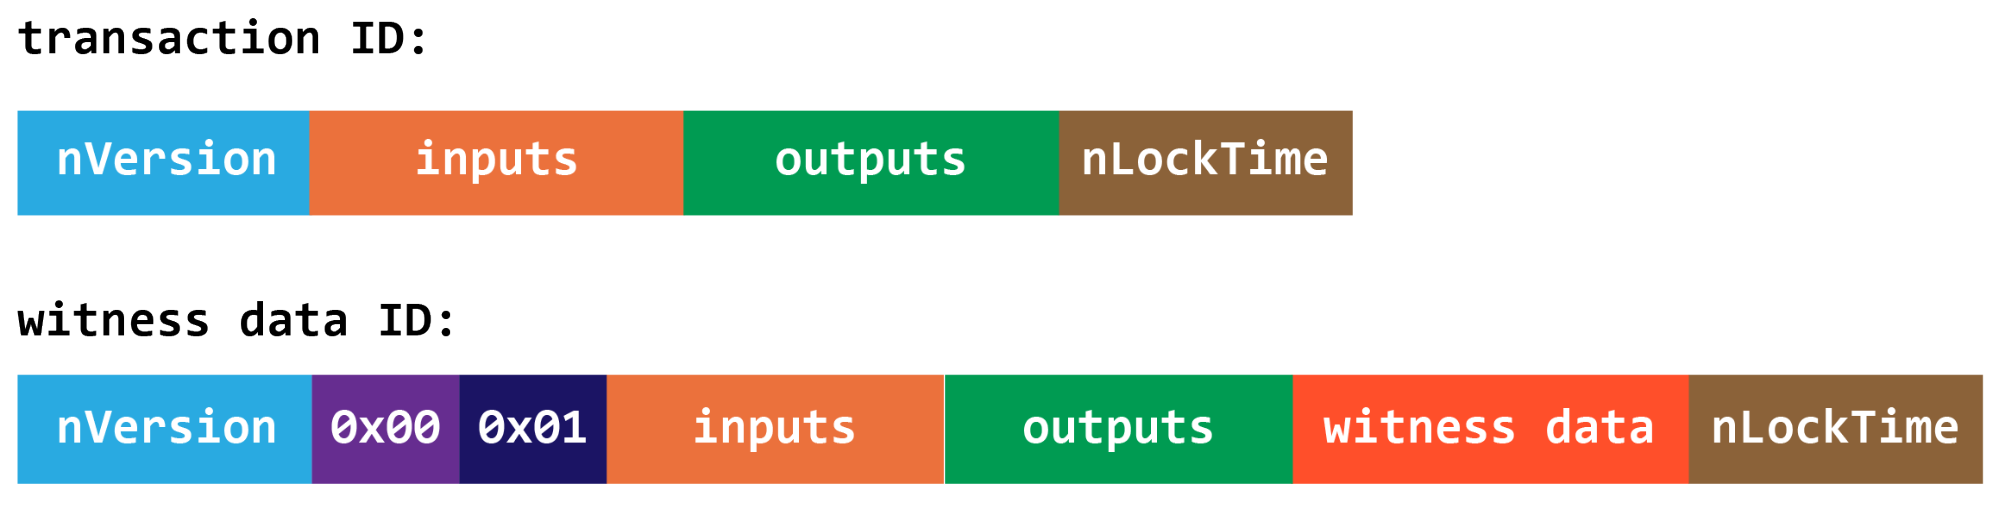 transaction ID:
nVersion inputs outputs nLockTime
witness data ID:
nVersion 0x00 0x01 inputs outputs witness data nLockTime